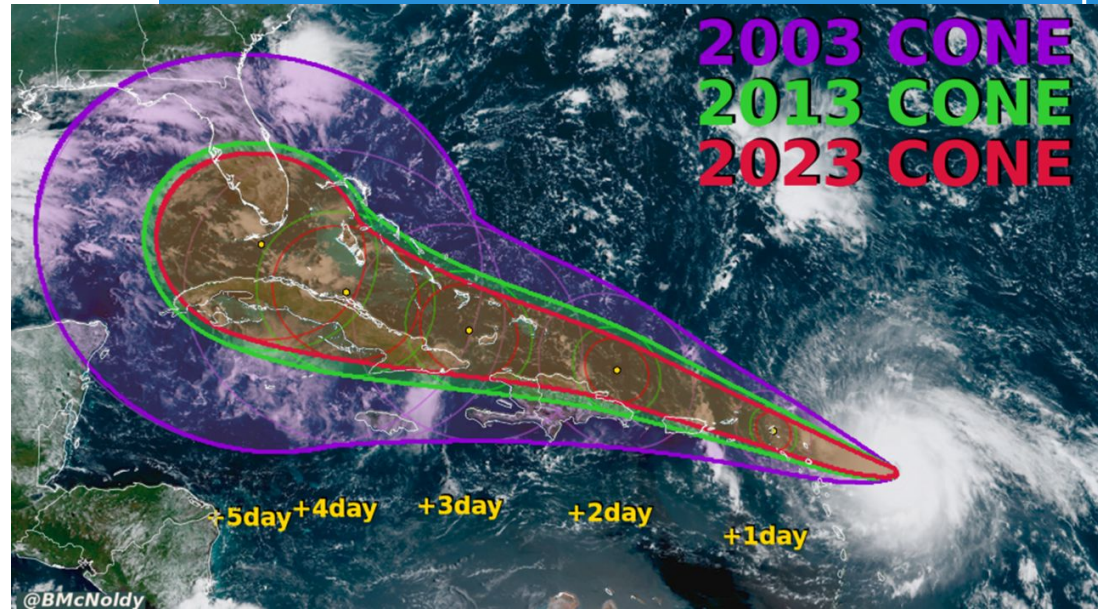 2003 CONE
2013 CONE
2023 CONE
+5day
+4day
+3day
+2day
+1day
@BMcNoldy